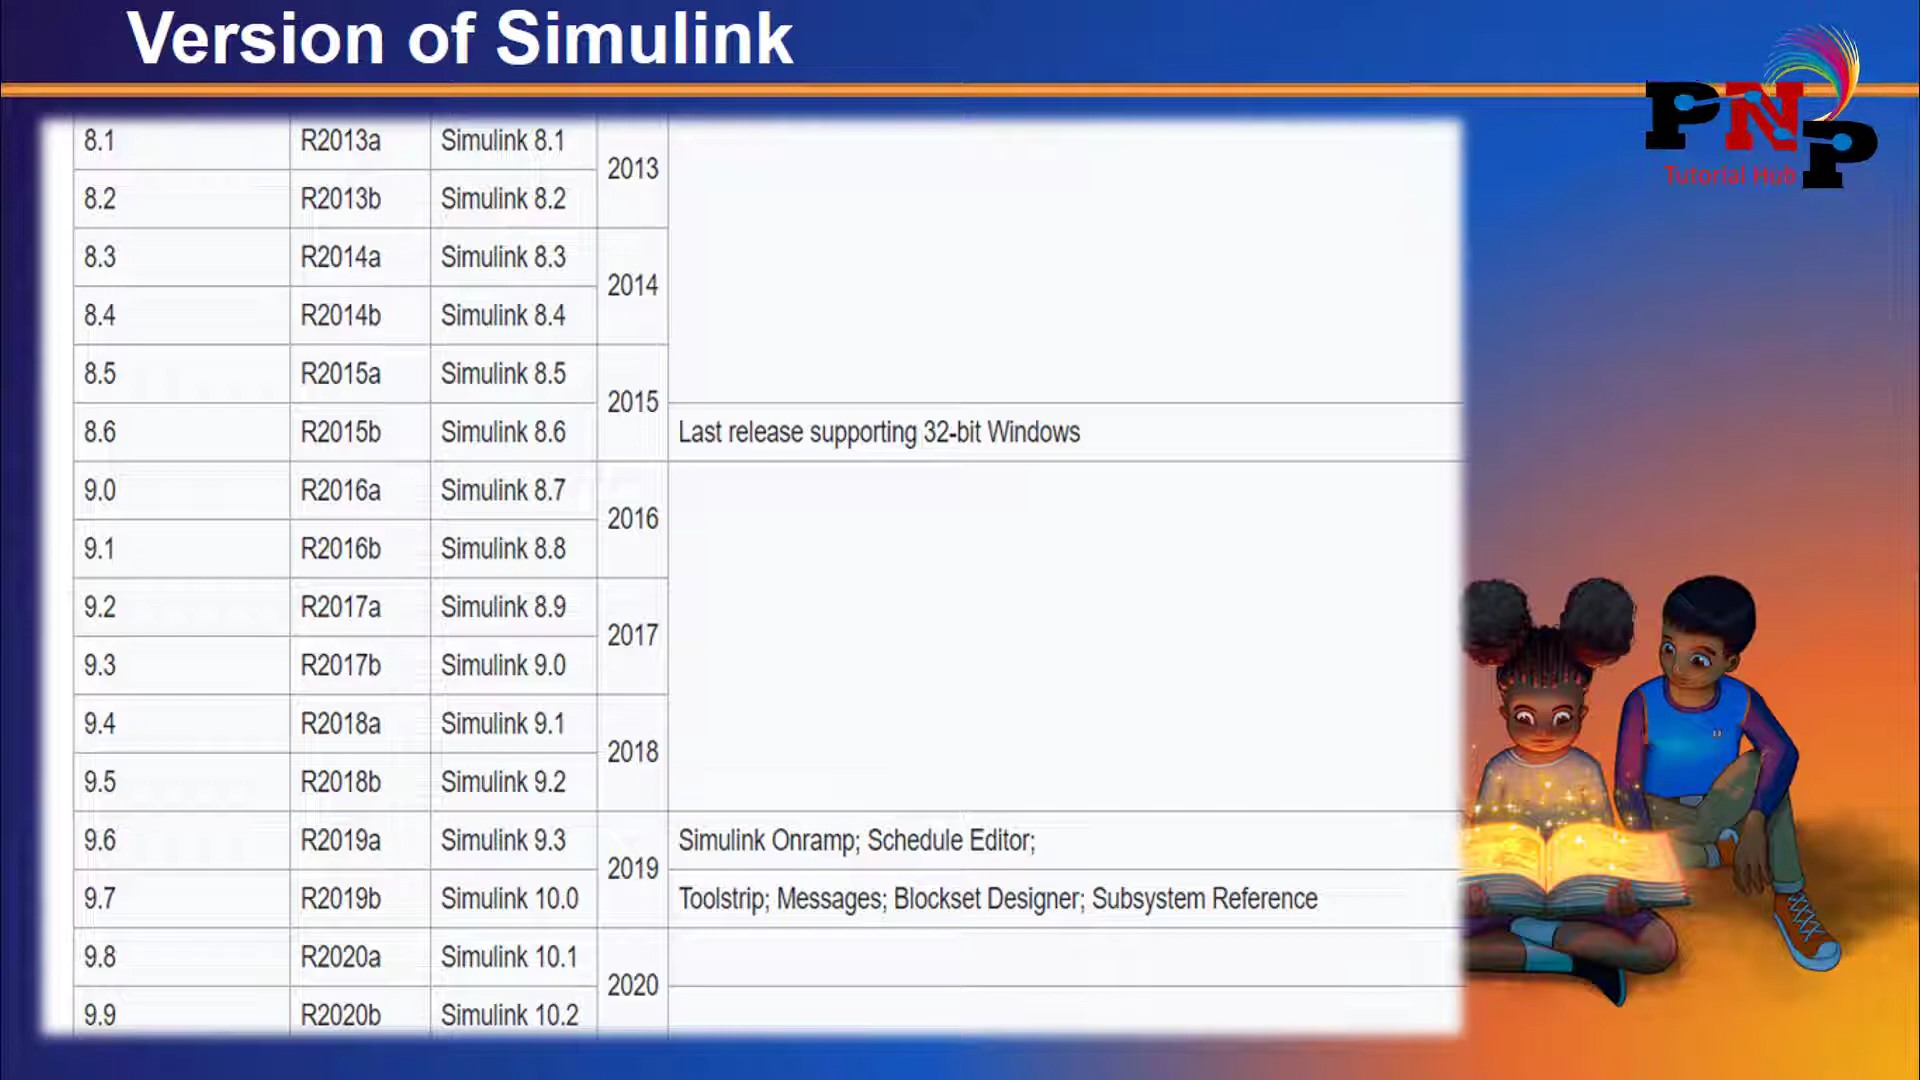 Version of Simulink
PNP
Tutorial Hub
8.1 R2013a Simulink 8.1
2013
8.2 R2013b Simulink 8.2
8.3 R2014a Simulink 8.3
2014
8.4 R2014b Simulink 8.4
8.5 R2015a Simulink 8.5
2015
8.6 R2015b Simulink 8.6 Last release supporting 32-bit Windows
9.0 R2016a Simulink 8.7
2016
9.1 R2016b Simulink 8.8
9.2 R2017a Simulink 8.9
2017
9.3 R2017b Simulink 9.0
9.4 R2018a Simulink 9.1
2018
9.5 R2018b Simulink 9.2
9.6 R2019a Simulink 9.3 Simulink Onramp; Schedule Editor;
2019
9.7 R2019b Simulink 10.0 Toolstrip; Messages; Blockset Designer; Subsystem Reference
9.8 R2020a Simulink 10.1
2020
9.9 R2020b Simulink 10.2